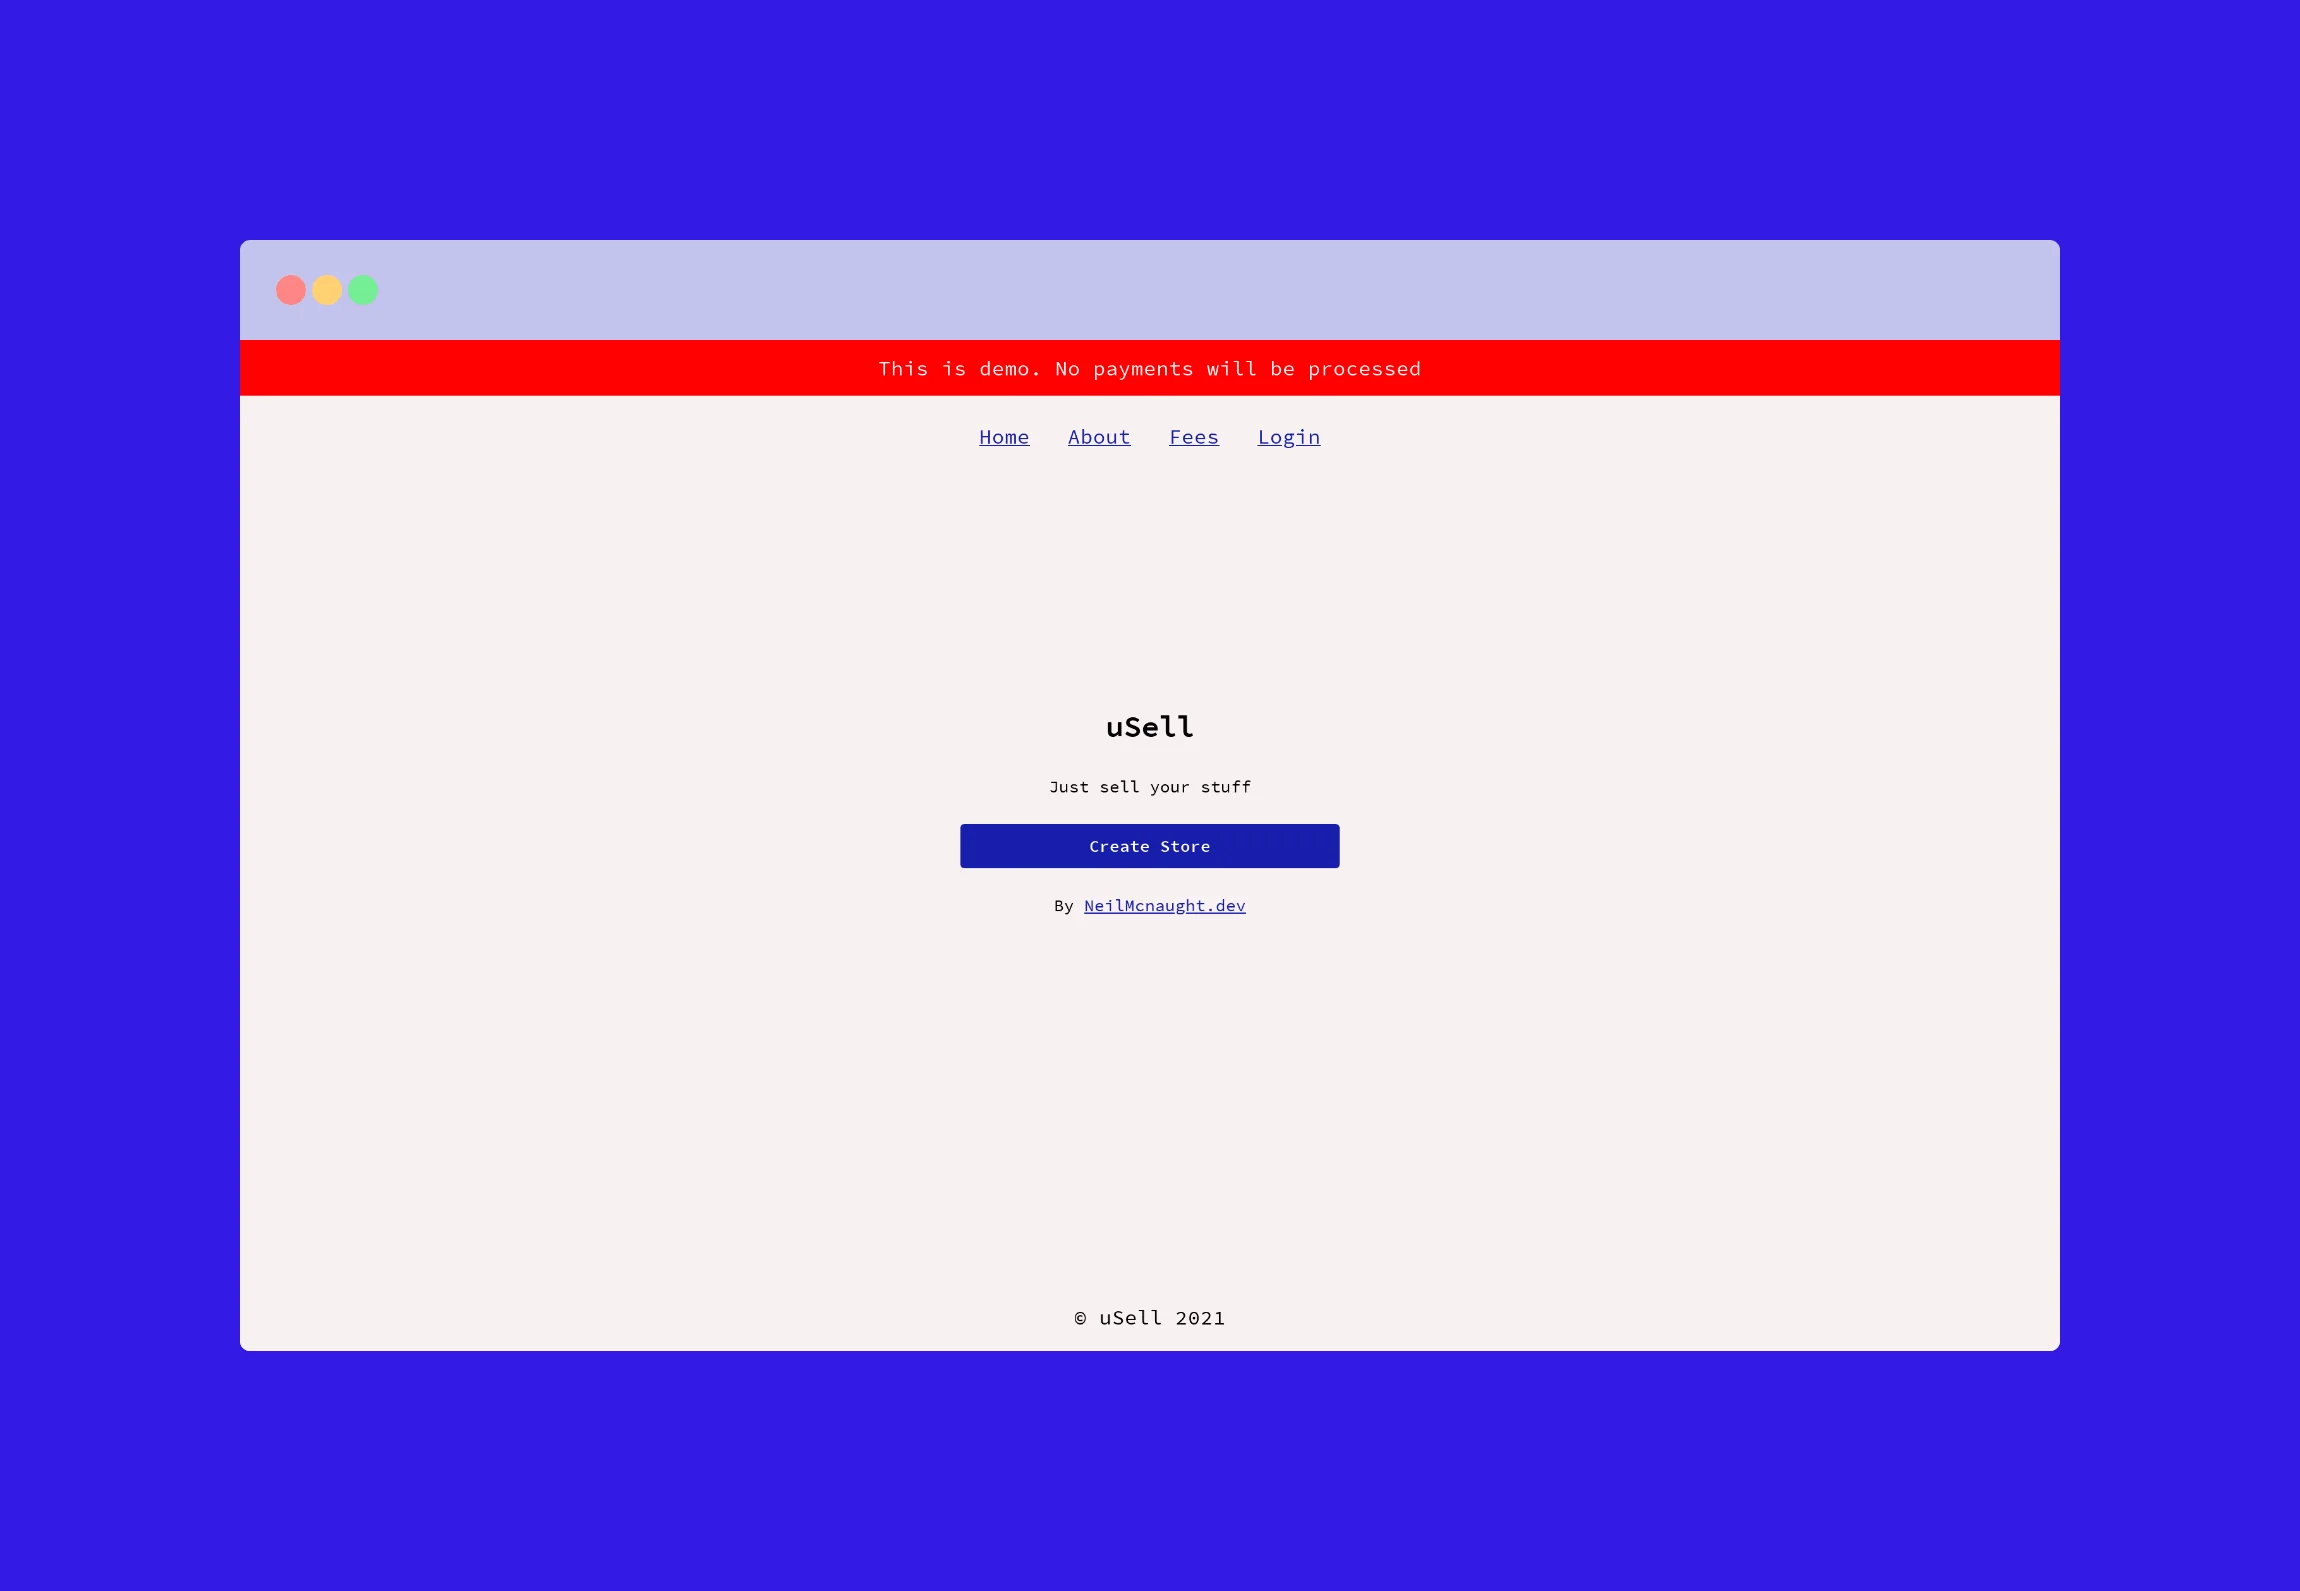 This is demo. No payments will be processed
Home About Fees Login
uSell
Just sell your stuff
Create Store
By NeilMcnaught.dev
© uSell 2021